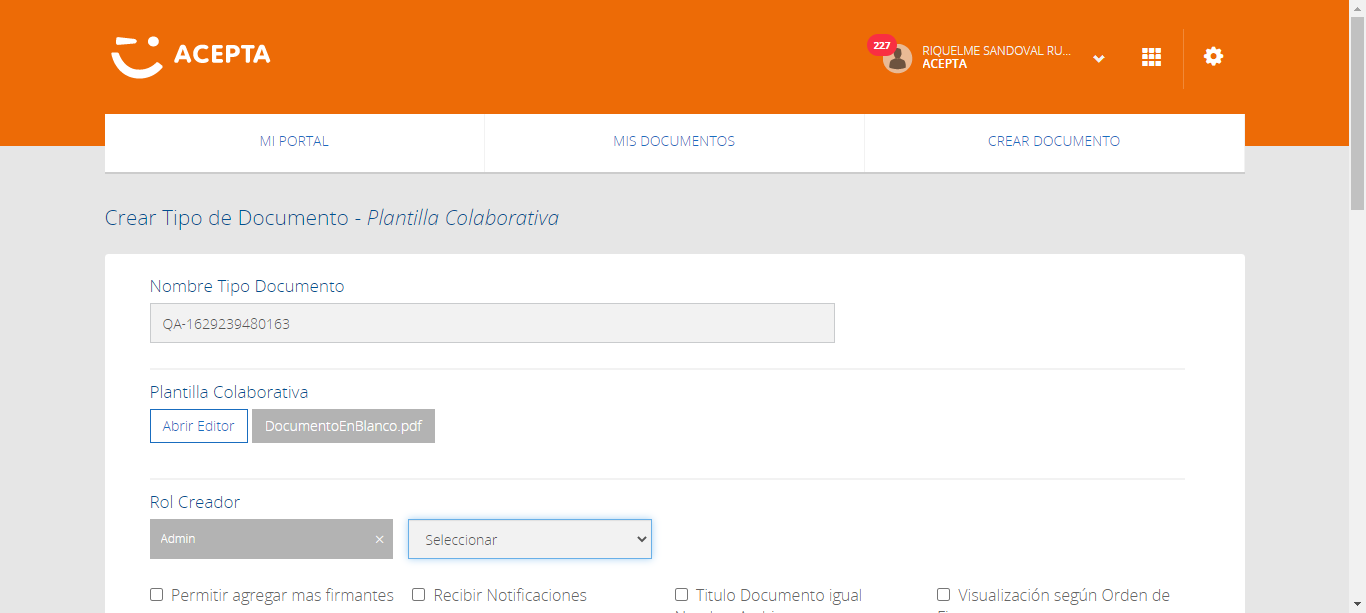 ACEPTA
227
RIQUELME SANDOVAL RU...
ACEPTA
MI PORTAL
MIS DOCUMENTOS
CREAR DOCUMENTO
Crear Tipo de Documento - Plantilla Colaborativa
Nombre Tipo Documento
QA-1629239480163
Plantilla Colaborativa
Abrir Editor
DocumentoEnBlanco.pdf
Rol Creador
Admin ×
Seleccionar
Permitir agregar mas firmantes
Recibir Notificaciones
Titulo Documento igual
Visualización según Orden de